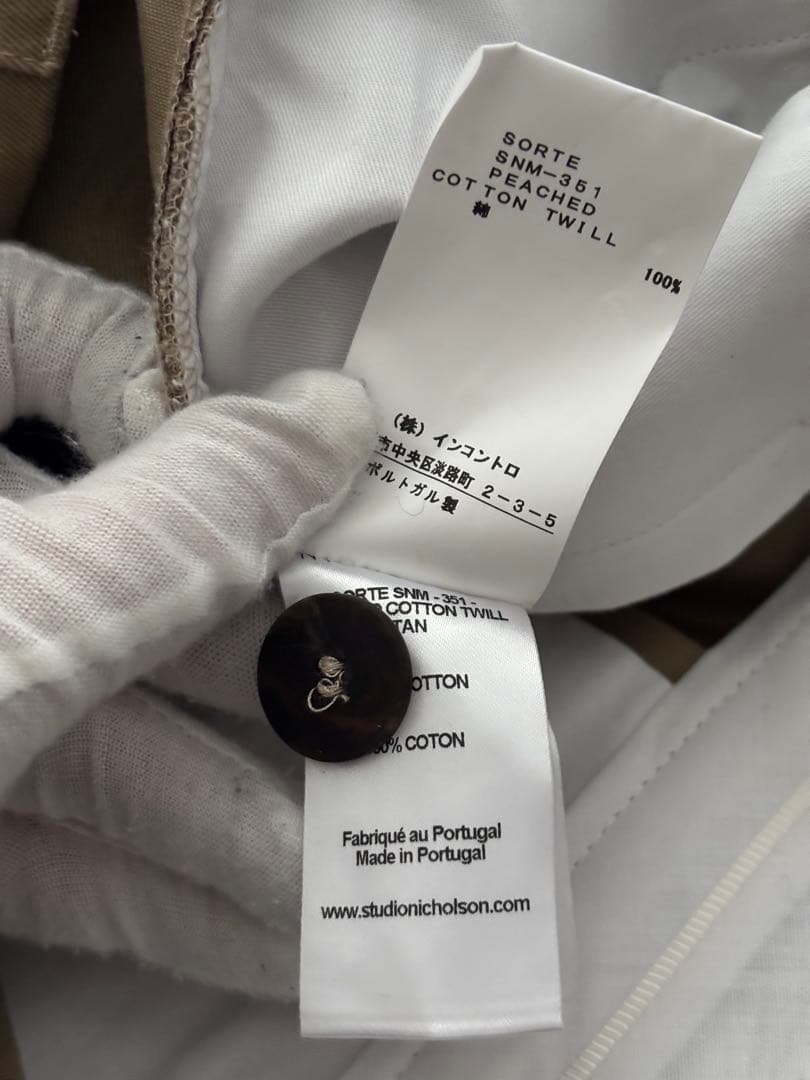 SORTE
SNM-351
PEACHED
COTTON TWILL
綿
100%
(株) インコントロ
市中央区淡路町 2-3-5
ポルトガル製
SNM - 351 -
COTTON TWILL
TAN
% COTON
Fabriqué au Portugal
Made in Portugal
www.studionicholson.com